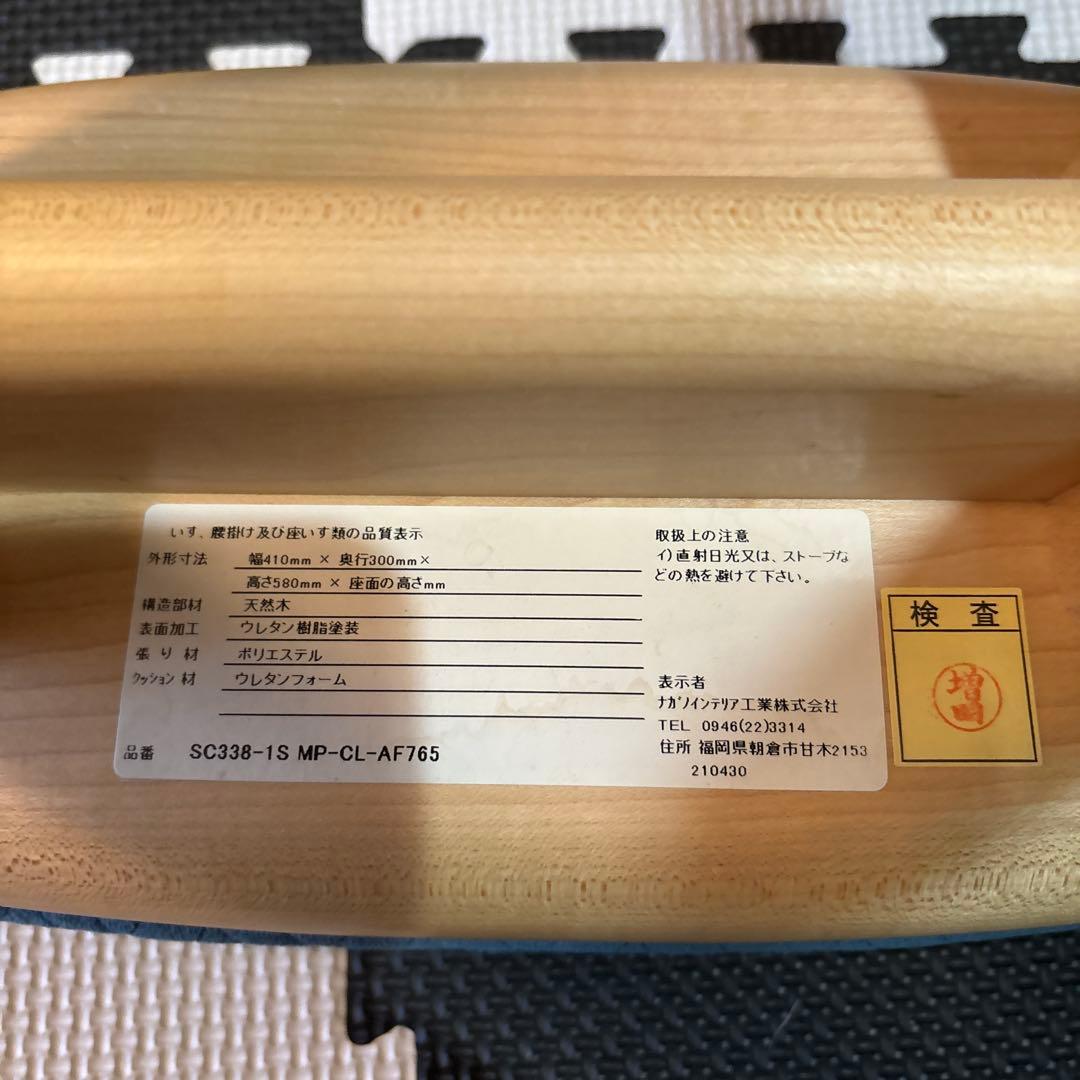 いす、腰掛け及び座いす類の品質表示
外形寸法 幅410mm × 奥行300mm×
高さ580mm × 座面の高さmm
構造部材 天然木
表面加工 ウレタン樹脂塗装
張り材 ポリエステル
クッション材 ウレタンフォーム
品番 SC338-1S MP-CL-AF765
取扱上の注意
イ)直射日光又は、ストーブな
どの熱を避けて下さい。
表示者
ナガノインテリア工業株式会社
TEL 0946(22)3314
住所 福岡県朝倉市甘木2153
210430
検査
増田